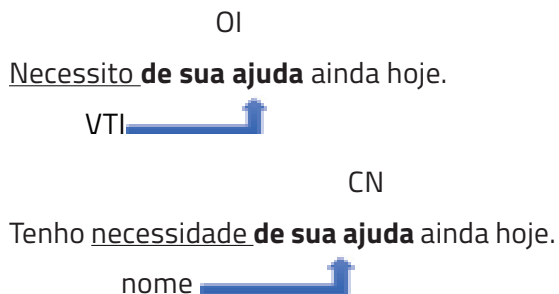 OI
Necessito de sua ajuda ainda hoje.
VTI
CN
Tenho necessidade de sua ajuda ainda hoje.
nome